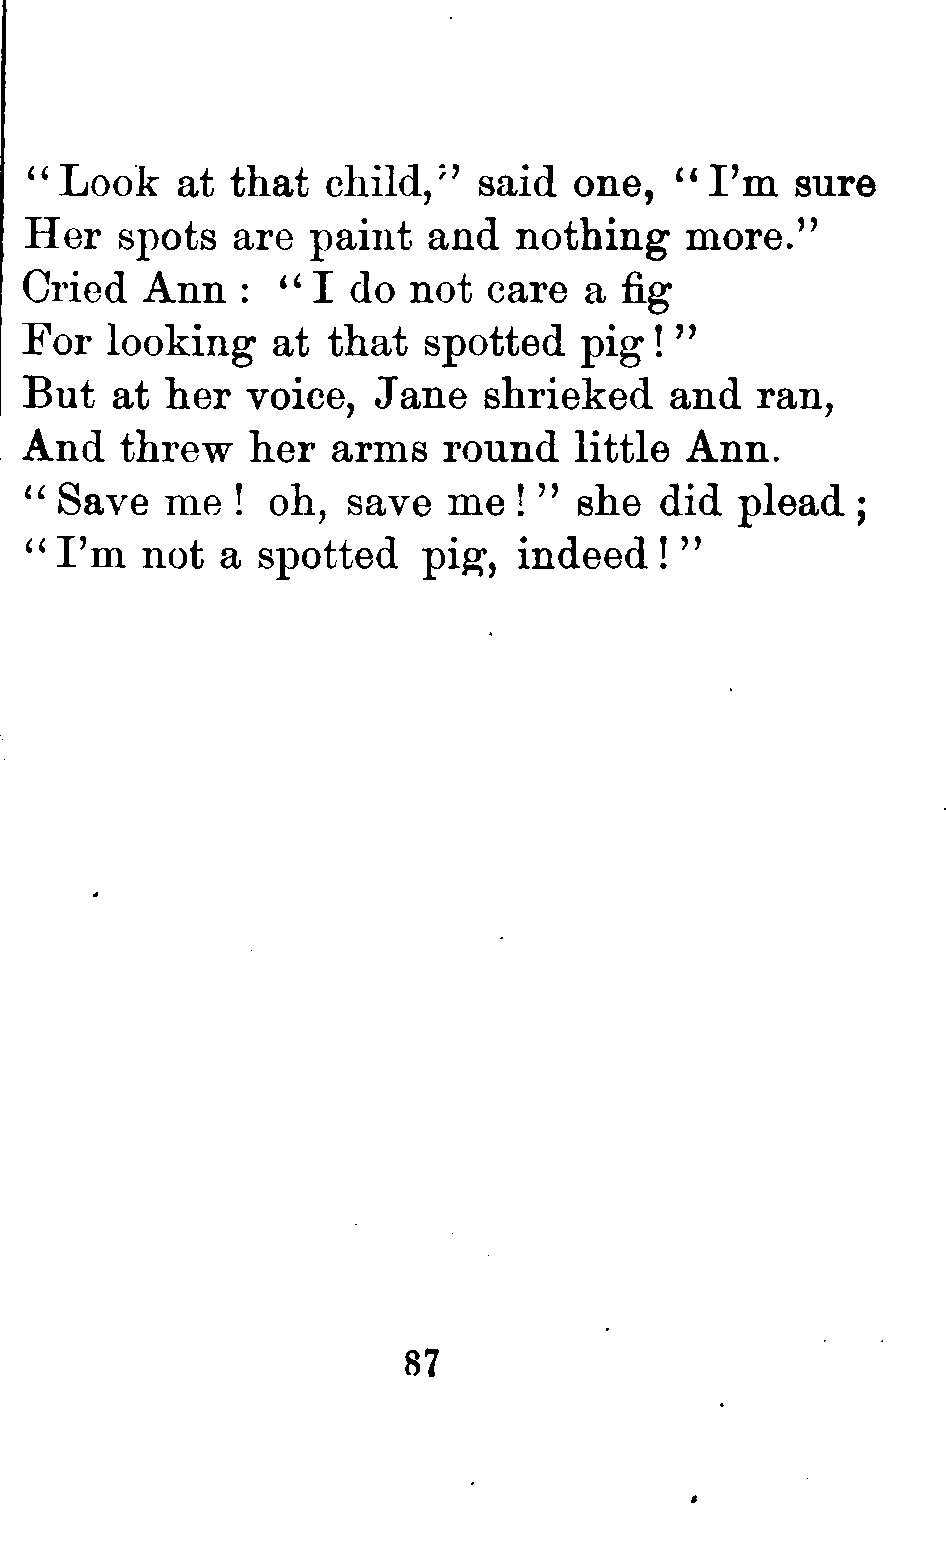 "Look at that child," said one, "I'm sure
Her spots are paint and nothing more."
Cried Ann: "I do not care a fig
For looking at that spotted pig!"
But at her voice, Jane shrieked and ran,
And threw her arms round little Ann.
"Save me! oh, save me!" she did plead;
"I'm not a spotted pig, indeed!"
87